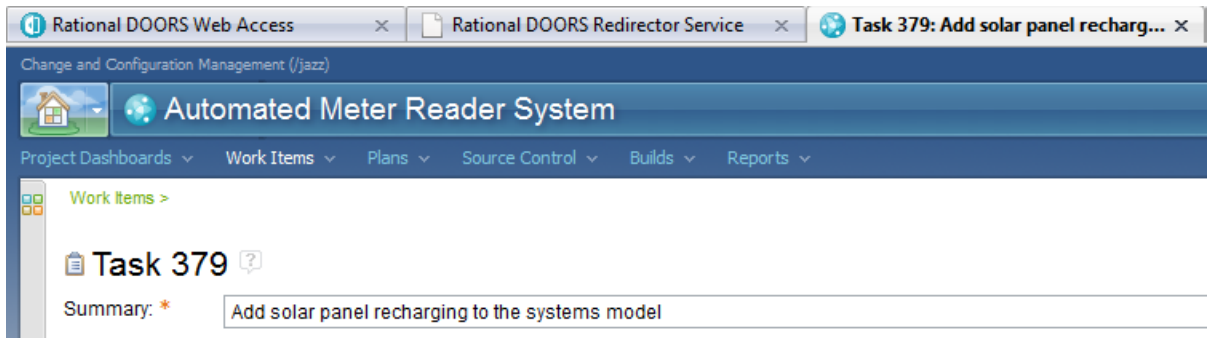 Rational DOORS Web Access Rational DOORS Redirector Service Task 379: Add solar panel recharg...
Change and Configuration Management (/jazz)
Automated Meter Reader System
Project Dashboards Work Items Plans Source Control Builds Reports
Work Items >
Task 379 ?
Summary: * Add solar panel recharging to the systems model